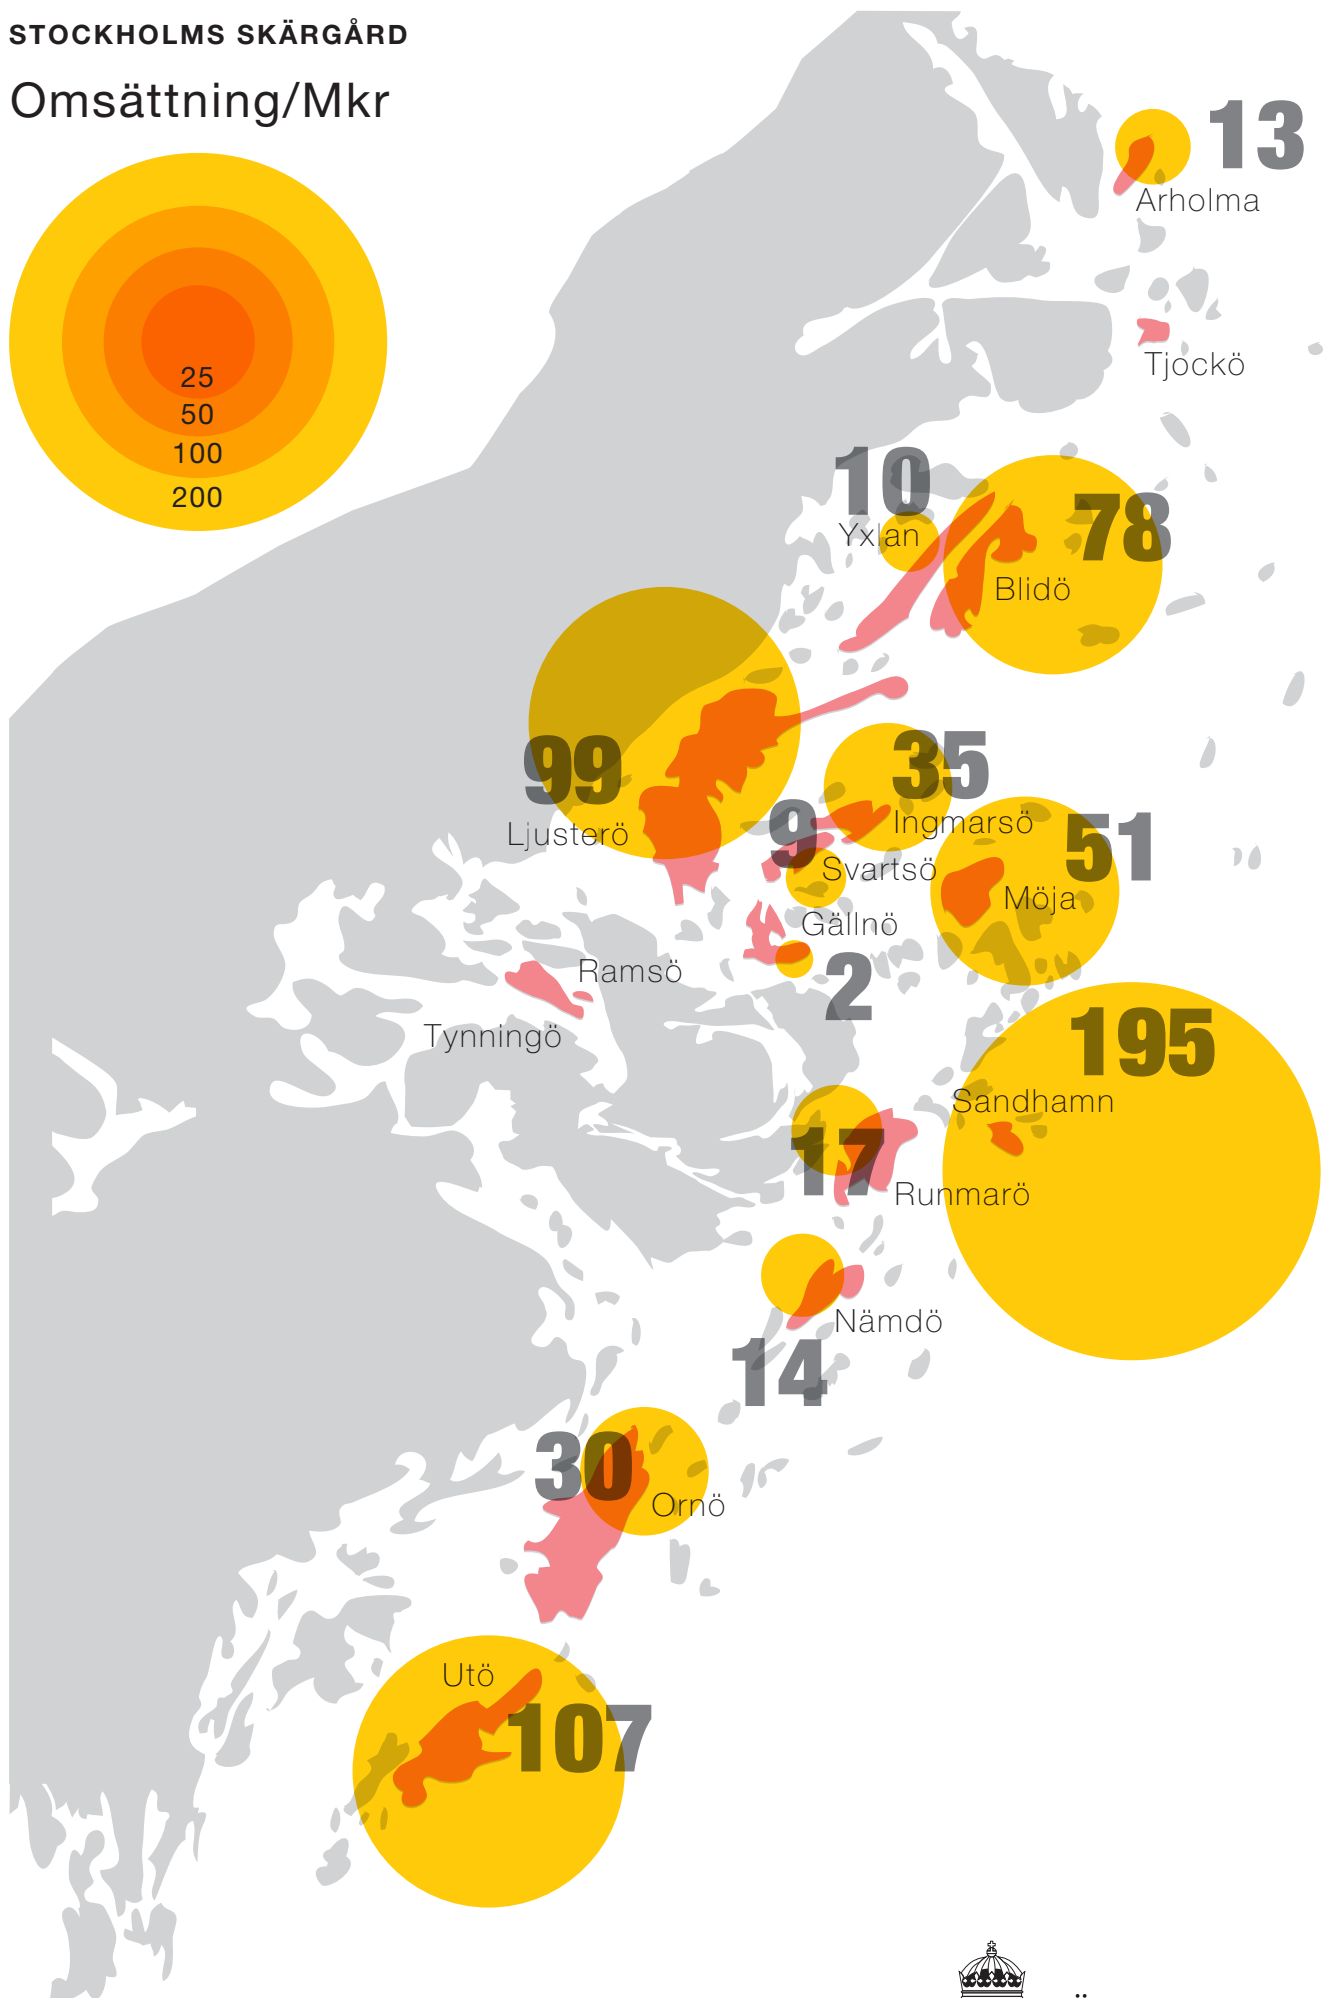 STOCKHOLMS SKÄRGÅRD
Omsättning/Mkr
25
50
100
200
13
Arholma
Tjockö
10
Yxlan
78
Blidö
99
Ljusterö
35
Ingmarsö
9
Svartsö
51
Möja
Gällnö
2
Ramsö
Tynningö
195
Sandhamn
17
Runmarö
Nämdö
14
30
Ornö
Utö
107